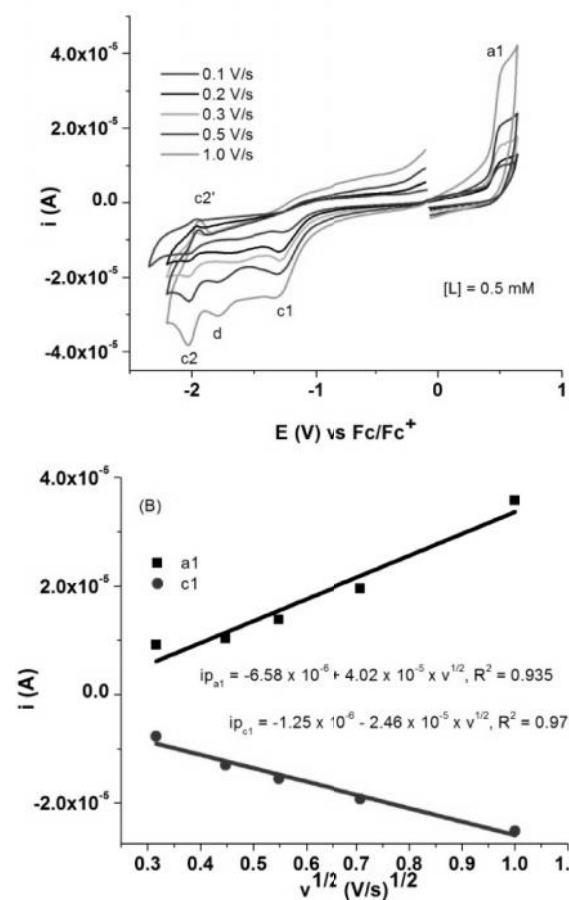 4.0x10⁻⁵
2.0x10⁻⁵
0.0
-2.0x10⁻⁵
-4.0x10⁻⁵
i (A)
0.1 V/s
0.2 V/s
0.3 V/s
0.5 V/s
1.0 V/s
a1
c2'
[L] = 0.5 mM
c1
d
c2
-2
-1
0
1
E (V) vs Fc/Fc⁺
4.0x10⁻⁵
2.0x10⁻⁵
0.0
-2.0x10⁻⁵
i (A)
(B)
a1
c1
ip_a1 = -6.58 x 10⁻⁶ + 4.02 x 10⁻⁵ x v^1/2, R² = 0.935
ip_c1 = -1.25 x 10⁻⁶ - 2.46 x 10⁻⁵ x v^1/2, R² = 0.97
0.3
0.4
0.5
0.6
0.7
0.8
0.9
1.0
1.
v^1/2 (V/s)^1/2